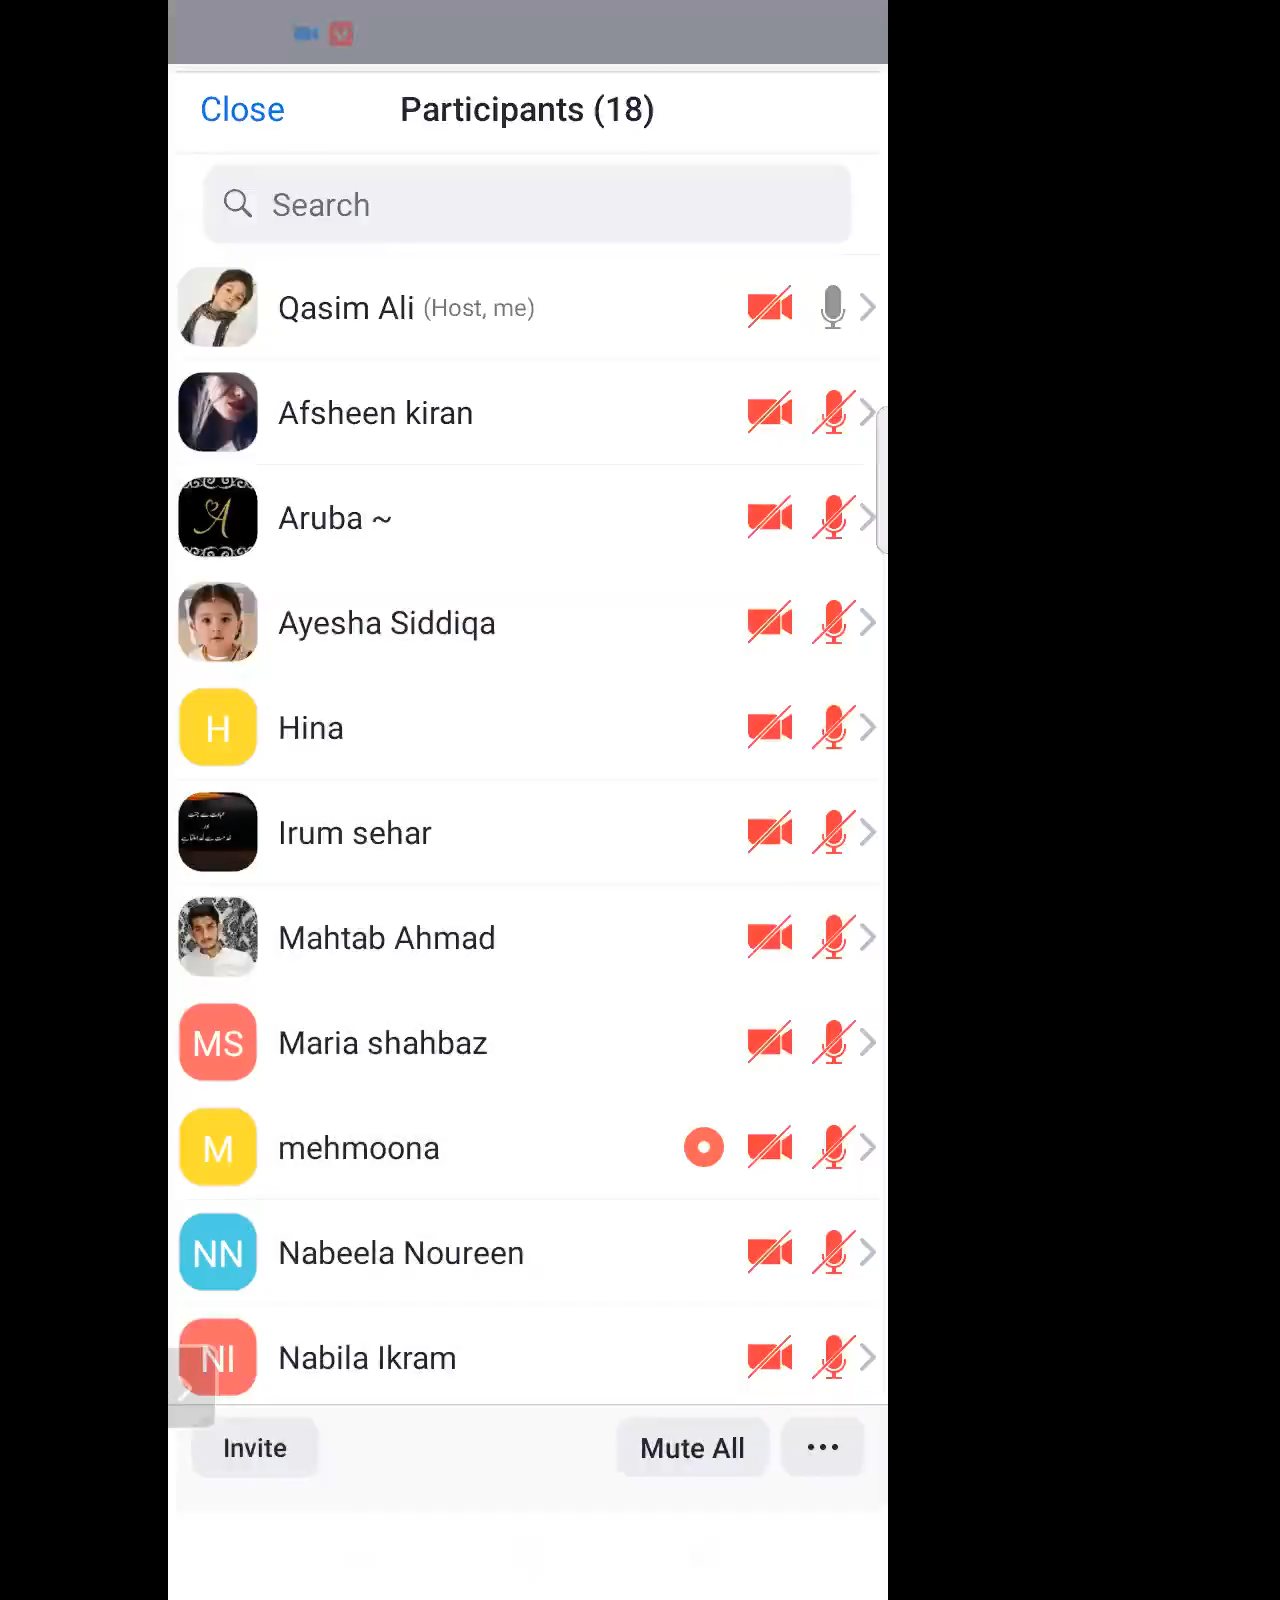 Close
Participants (18)
Search
Qasim Ali (Host, me)
Afsheen kiran
A
Aruba ~
Ayesha Siddiqa
H
Hina
Irum sehar
Mahtab Ahmad
MS
Maria shahbaz
M
mehmoona
NN
Nabeela Noureen
NI
Nabila Ikram
Invite
Mute All